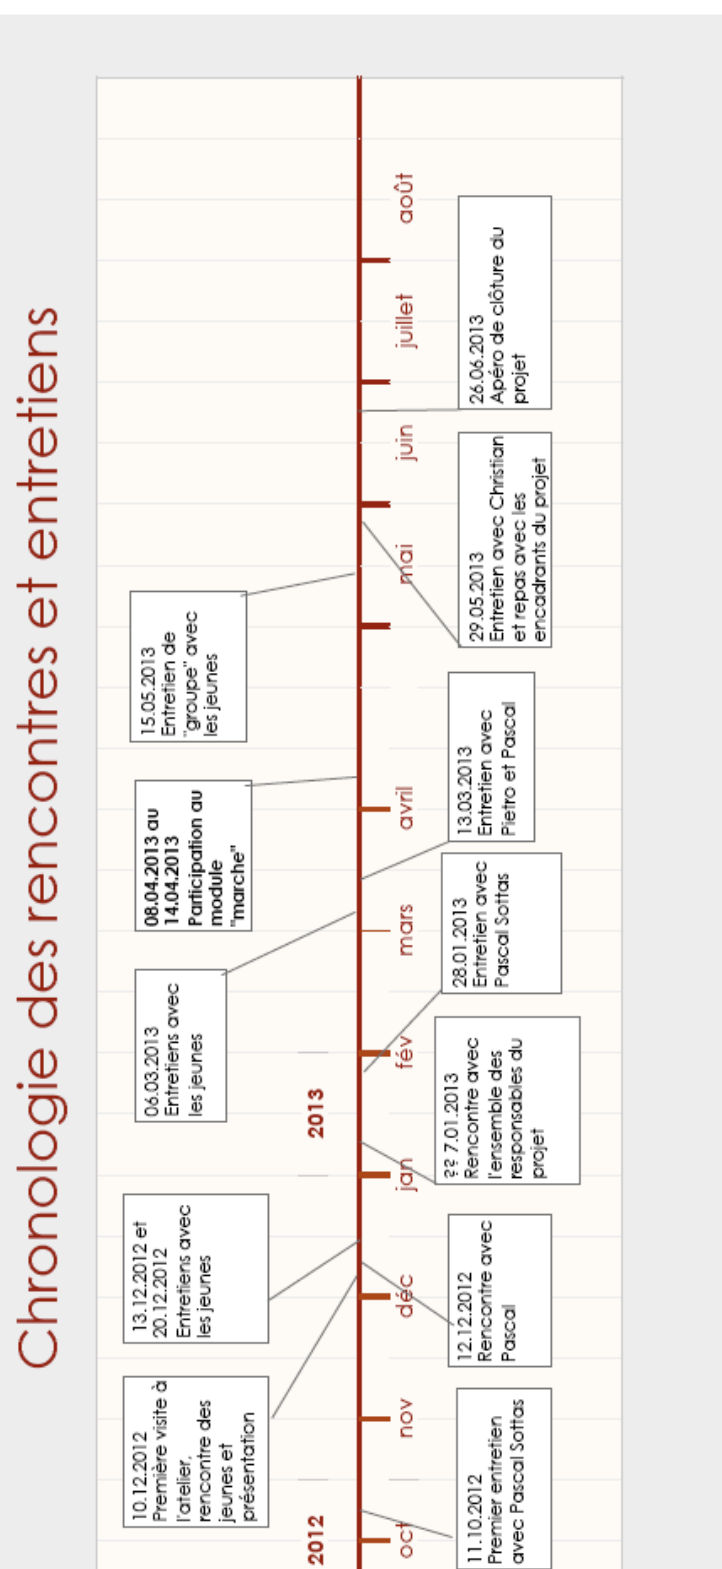 Chronologie des rencontres et entretiens
10.12.2012
Première visite à
l'atelier,
rencontre des
jeunes et
présentation
13.12.2012 et
20.12.2012
Entretiens avec
les jeunes
06.03.2013
Entretiens avec
les jeunes
08.04.2013 au
14.04.2013
Participation au
module
"marche"
15.05.2013
Entretien de
"groupe" avec
les jeunes
2012
2013
oct
nov
déc
jan
fév
mars
avril
mai
juin
juillet
août
11.10.2012
Premier entretien
avec Pascal Sottas
12.12.2012
Rencontre avec
Pascal
?? 7.01.2013
Rencontre avec
l'ensemble des
responsables du
projet
28.01.2013
Entretien avec
Pascal Sottas
13.03.2013
Entretien avec
Pietro et Pascal
29.05.2013
Entretien avec Christian
et repas avec les
encadrants du projet
26.06.2013
Apéro de clôture du
projet